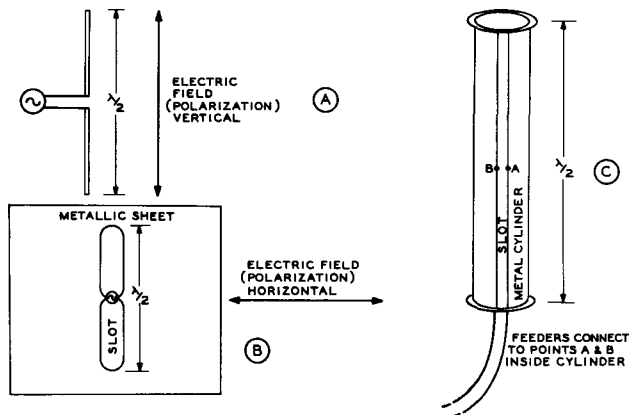 λ/2
ELECTRIC
FIELD
(POLARIZATION)
VERTICAL
A
METALLIC SHEET
SLOT
λ/2
ELECTRIC FIELD
(POLARIZATION)
HORIZONTAL
B
B A
SLOT
METAL CYLINDER
λ/2
C
FEEDERS CONNECT
TO POINTS A & B
INSIDE CYLINDER